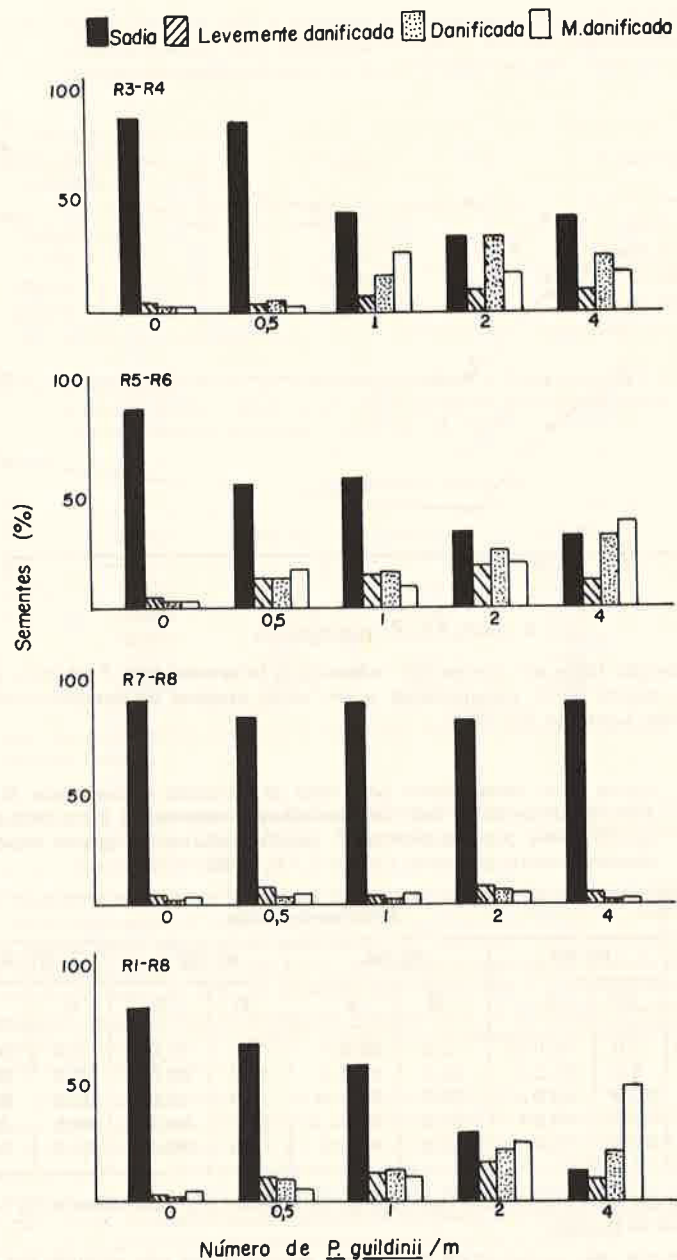 Sadia Levemente danificada Danificada M.danificada
R3-R4
100
50
0 0,5 1 2 4
R5-R6
100
50
0 0,5 1 2 4
Sementes (%)
R7-R8
100
50
0 0,5 1 2 4
R1-R8
100
50
0 0,5 1 2 4
Número de P. guildinii/m